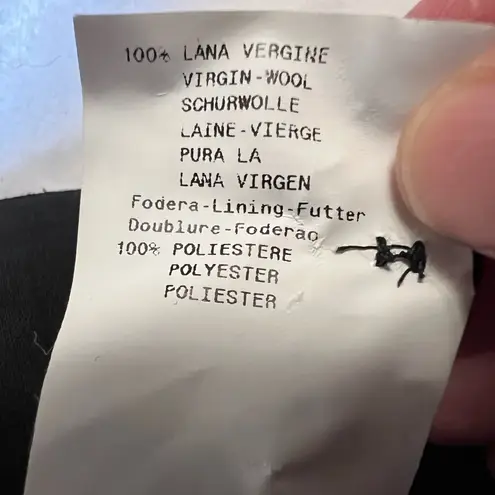 100% LANA VERGINE
VIRGIN-WOOL
SCHURWOLLE
LAINE-VIERGE
PURA LA
LANA VIRGEN
Fodera-Lining-Futter
Doublure-Foderao
100% POLIESTERE
POLYESTER
POLIESTER